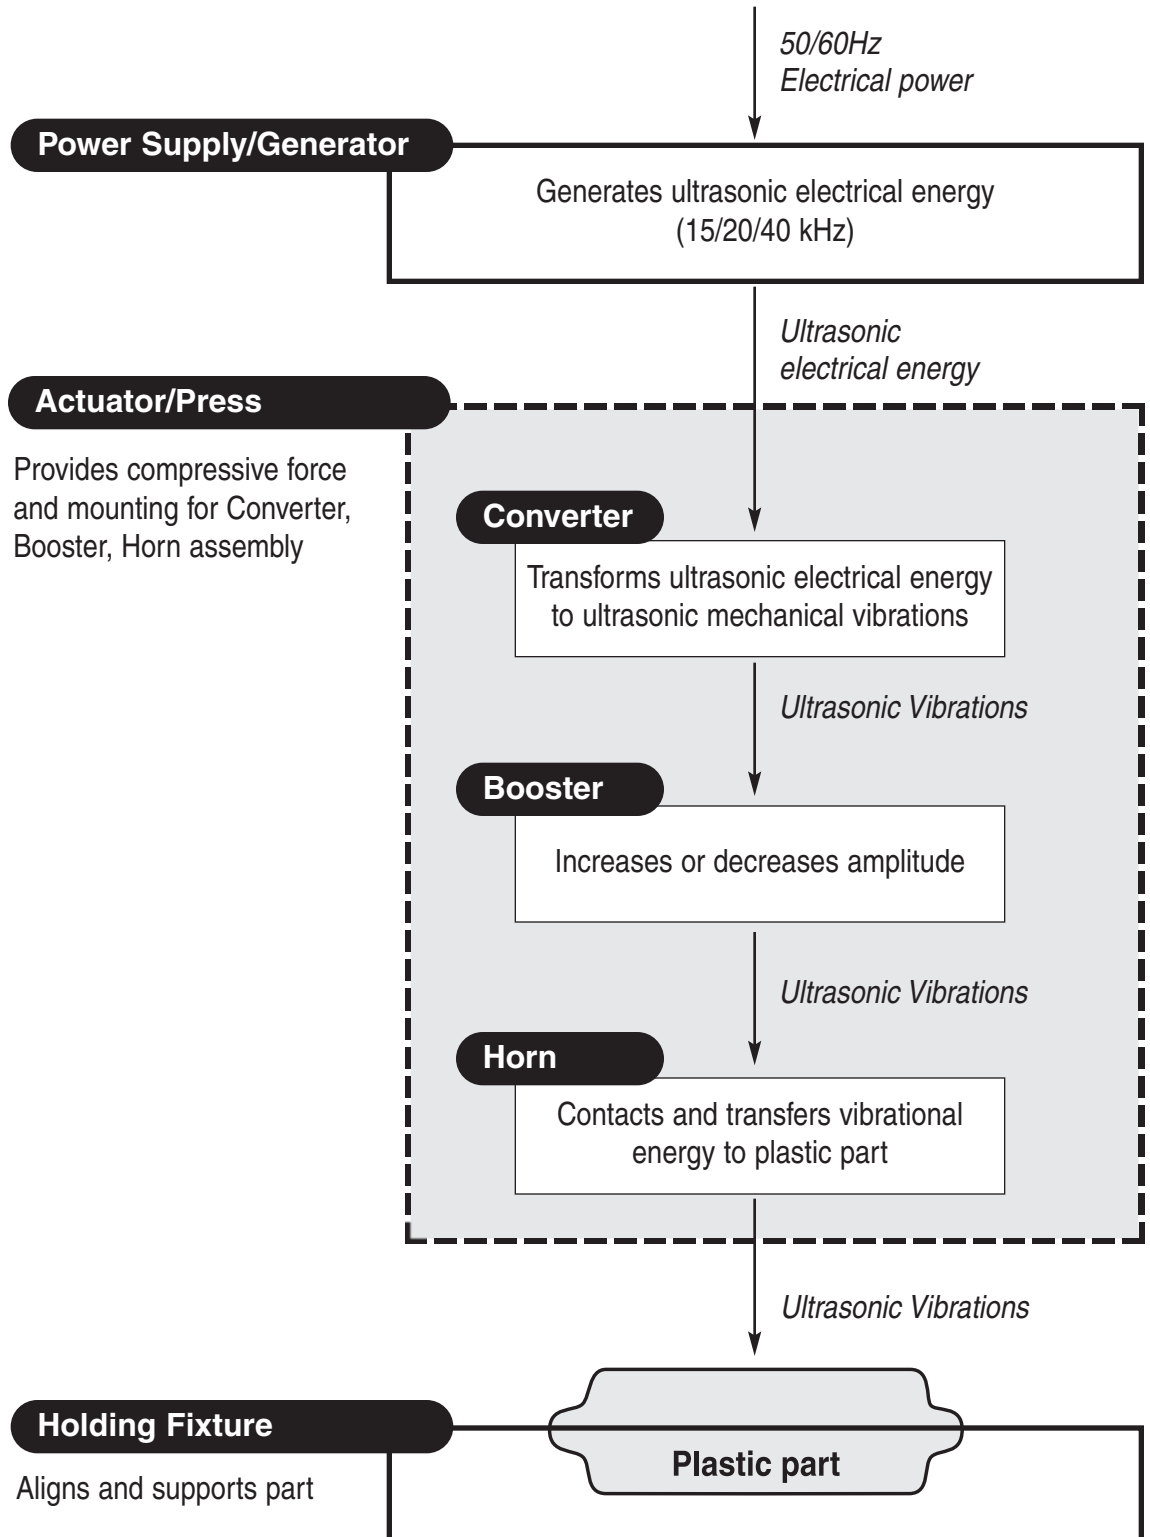 50/60Hz
Electrical power
Power Supply/Generator
Generates ultrasonic electrical energy
(15/20/40 kHz)
Ultrasonic
electrical energy
Actuator/Press
Provides compressive force
and mounting for Converter,
Booster, Horn assembly
Converter
Transforms ultrasonic electrical energy
to ultrasonic mechanical vibrations
Ultrasonic Vibrations
Booster
Increases or decreases amplitude
Ultrasonic Vibrations
Horn
Contacts and transfers vibrational
energy to plastic part
Ultrasonic Vibrations
Holding Fixture
Aligns and supports part
Plastic part